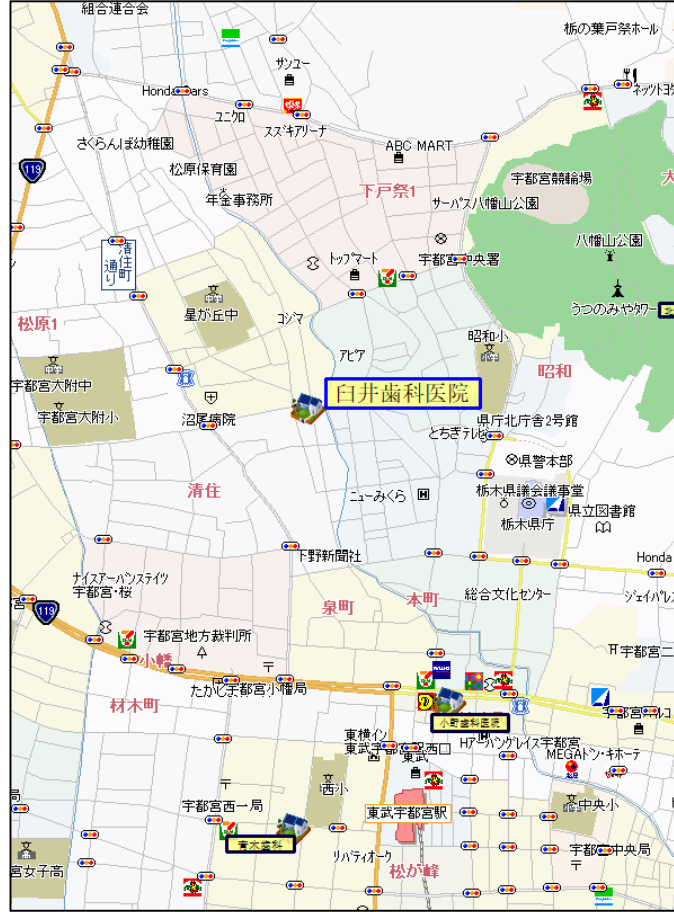 組合連合会
栃の葉戸祭ホール
サンユー
Honda Cars
ユニクロ
スズキアリーナ
ABC MART
さくらんぼ幼稚園
松原保育園
年金事務所
下戸祭1
宇都宮競輪場
サーパス八幡山公園
119
八幡山公園
清住町
通り
トップマート
宇都宮中央署
うつのみやタワー
星が丘中
コジマ
松原1
アピア
昭和小
昭和
宇都宮大附中
宇都宮大附小
沼尾病院
臼井歯科医院
県庁北庁舎2号館
とちぎテレビ
県警本部
清住
ニューみくら
栃木県議会議事堂
県立図書館
栃木県庁
下野新聞社
Honda
ナイスアーバンステイツ
宇都宮・桜
泉町
本町
総合文化センター
119
宇都宮地方裁判所
小幡
宇都宮二
材木町
小野歯科医院
東横イン
東武宇都宮駅西口
東武
Hアーバングレイス宇都宮
MEGAドン・キホーテ
西小
東武宇都宮駅
中央小
宇都宮西一局
青木歯科
リバティオーク
松が峰
宇都宮中央局
宮女子高